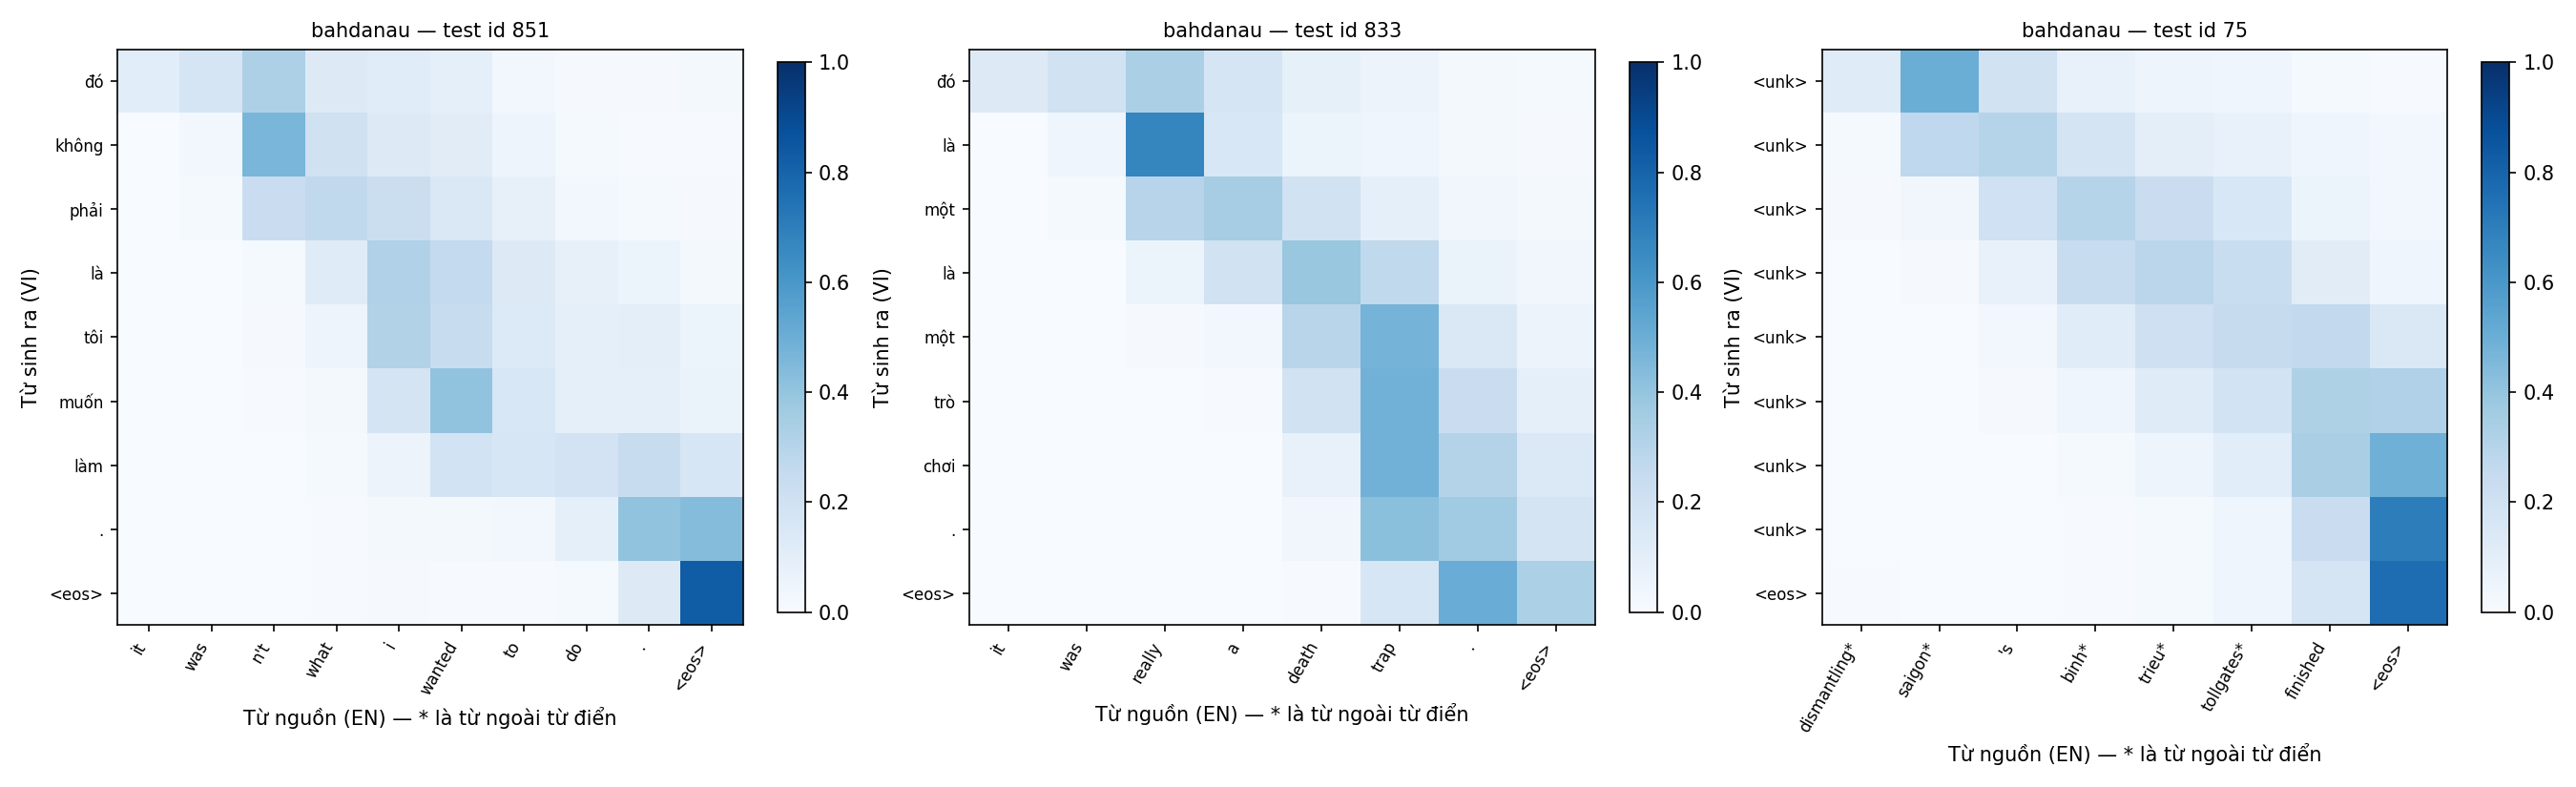 bahdanau — test id 851
đó
không
phải
là
tôi
muốn
làm
.
<eos>
Từ sinh ra (VI)
it
was
n't
what
i
wanted
to
do
.
<eos>
Từ nguồn (EN) — * là từ ngoài từ điển
1.0
0.8
0.6
0.4
0.2
0.0
bahdanau — test id 833
đó
là
một
là
một
trò
chơi
.
<eos>
Từ sinh ra (VI)
it
was
really
a
death
trap
.
<eos>
Từ nguồn (EN) — * là từ ngoài từ điển
1.0
0.8
0.6
0.4
0.2
0.0
bahdanau — test id 75
<unk>
<unk>
<unk>
<unk>
<unk>
<unk>
<unk>
<unk>
<eos>
Từ sinh ra (VI)
dismantling*
saigon*
's
binh*
trieu*
tollgates*
finished
<eos>
Từ nguồn (EN) — * là từ ngoài từ điển
1.0
0.8
0.6
0.4
0.2
0.0